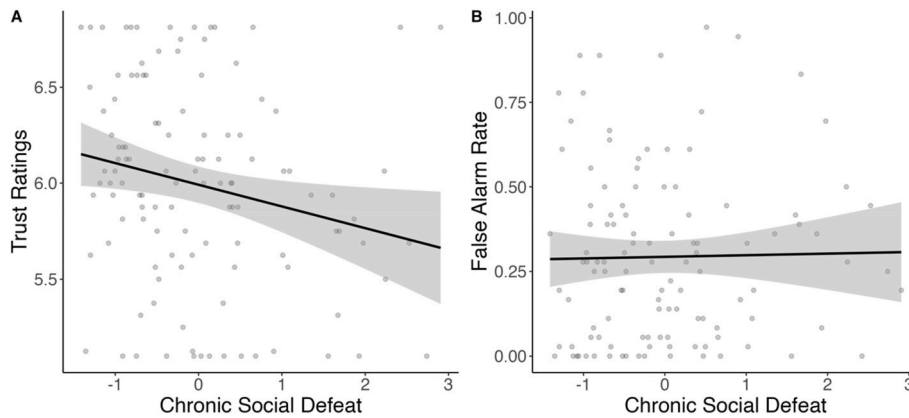 A
Trust Ratings
6.5
6.0
5.5
-1 0 1 2 3
Chronic Social Defeat
B
False Alarm Rate
1.00
0.75
0.50
0.25
0.00
-1 0 1 2 3
Chronic Social Defeat